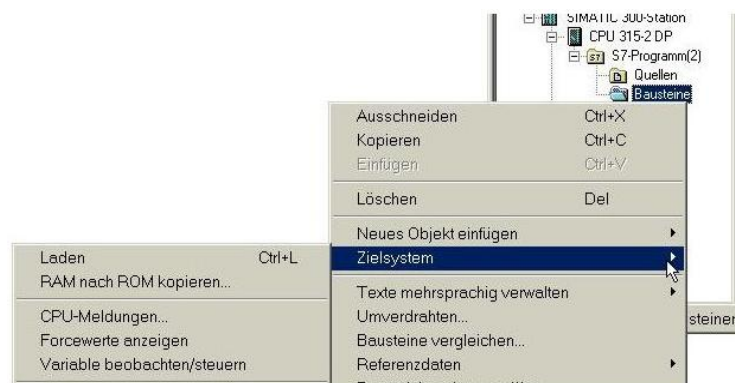 SIMATIC 300-Station
CPU 315-2 DP
S7-Programm(2)
Quellen
Bausteine
Ausschneiden Ctrl+X
Kopieren Ctrl+C
Einfügen Ctrl+V
Löschen Del
Neues Objekt einfügen
Zielsystem
Texte mehrsprachig verwalten
Umverdrahten...
Bausteine vergleichen...
Referenzdaten
Laden Ctrl+L
RAM nach ROM kopieren...
CPU-Meldungen...
Forcewerte anzeigen
Variable beobachten/steuern